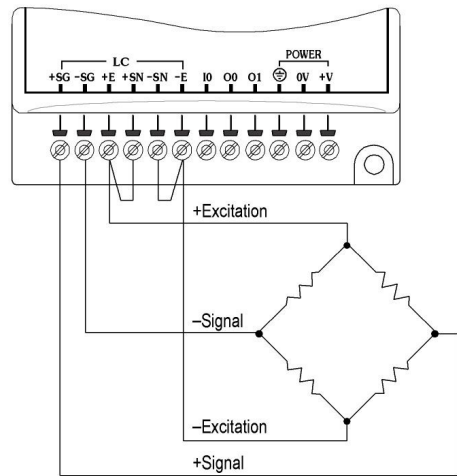 LC
POWER
+SG -SG +E +SN -SN -E I0 O0 O1 0V +V
+Excitation
–Signal
–Excitation
+Signal